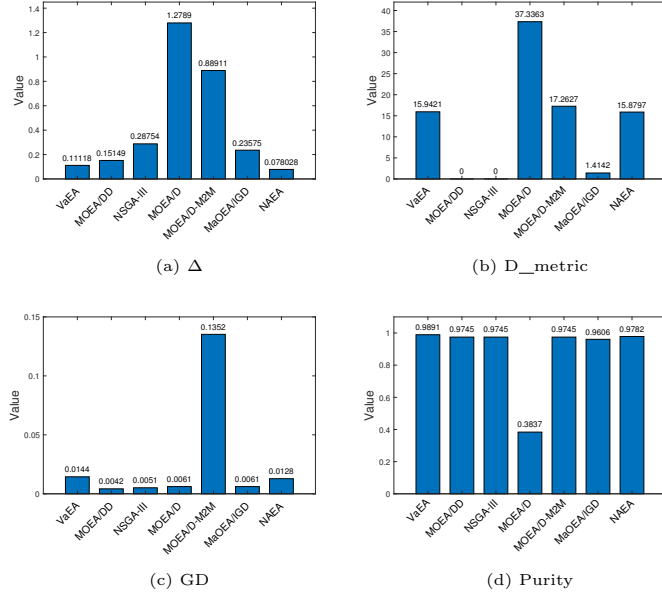 1.4
1.2
1
0.8
0.6
0.4
0.2
0
Value
0.11118
0.15149
0.28754
1.2789
0.88911
0.23575
0.078028
VaEA
MOEA/DD
NSGA-III
MOEA/D
MOEA/D-M2M
MaOEA/IGD
NAEA
(a) Δ
40
35
30
25
20
15
10
5
0
Value
15.9421
0
0
37.3363
17.2627
1.4142
15.8797
VaEA
MOEA/DD
NSGA-III
MOEA/D
MOEA/D-M2M
MaOEA/IGD
NAEA
(b) D_metric
0.15
0.1
0.05
0
Value
0.0144
0.0042
0.0051
0.0061
0.1352
0.0061
0.0128
VaEA
MOEA/DD
NSGA-III
MOEA/D
MOEA/D-M2M
MaOEA/IGD
NAEA
(c) GD
1
0.8
0.6
0.4
0.2
0
Value
0.9891
0.9745
0.9745
0.3837
0.9745
0.9606
0.9782
VaEA
MOEA/DD
NSGA-III
MOEA/D
MOEA/D-M2M
MaOEA/IGD
NAEA
(d) Purity